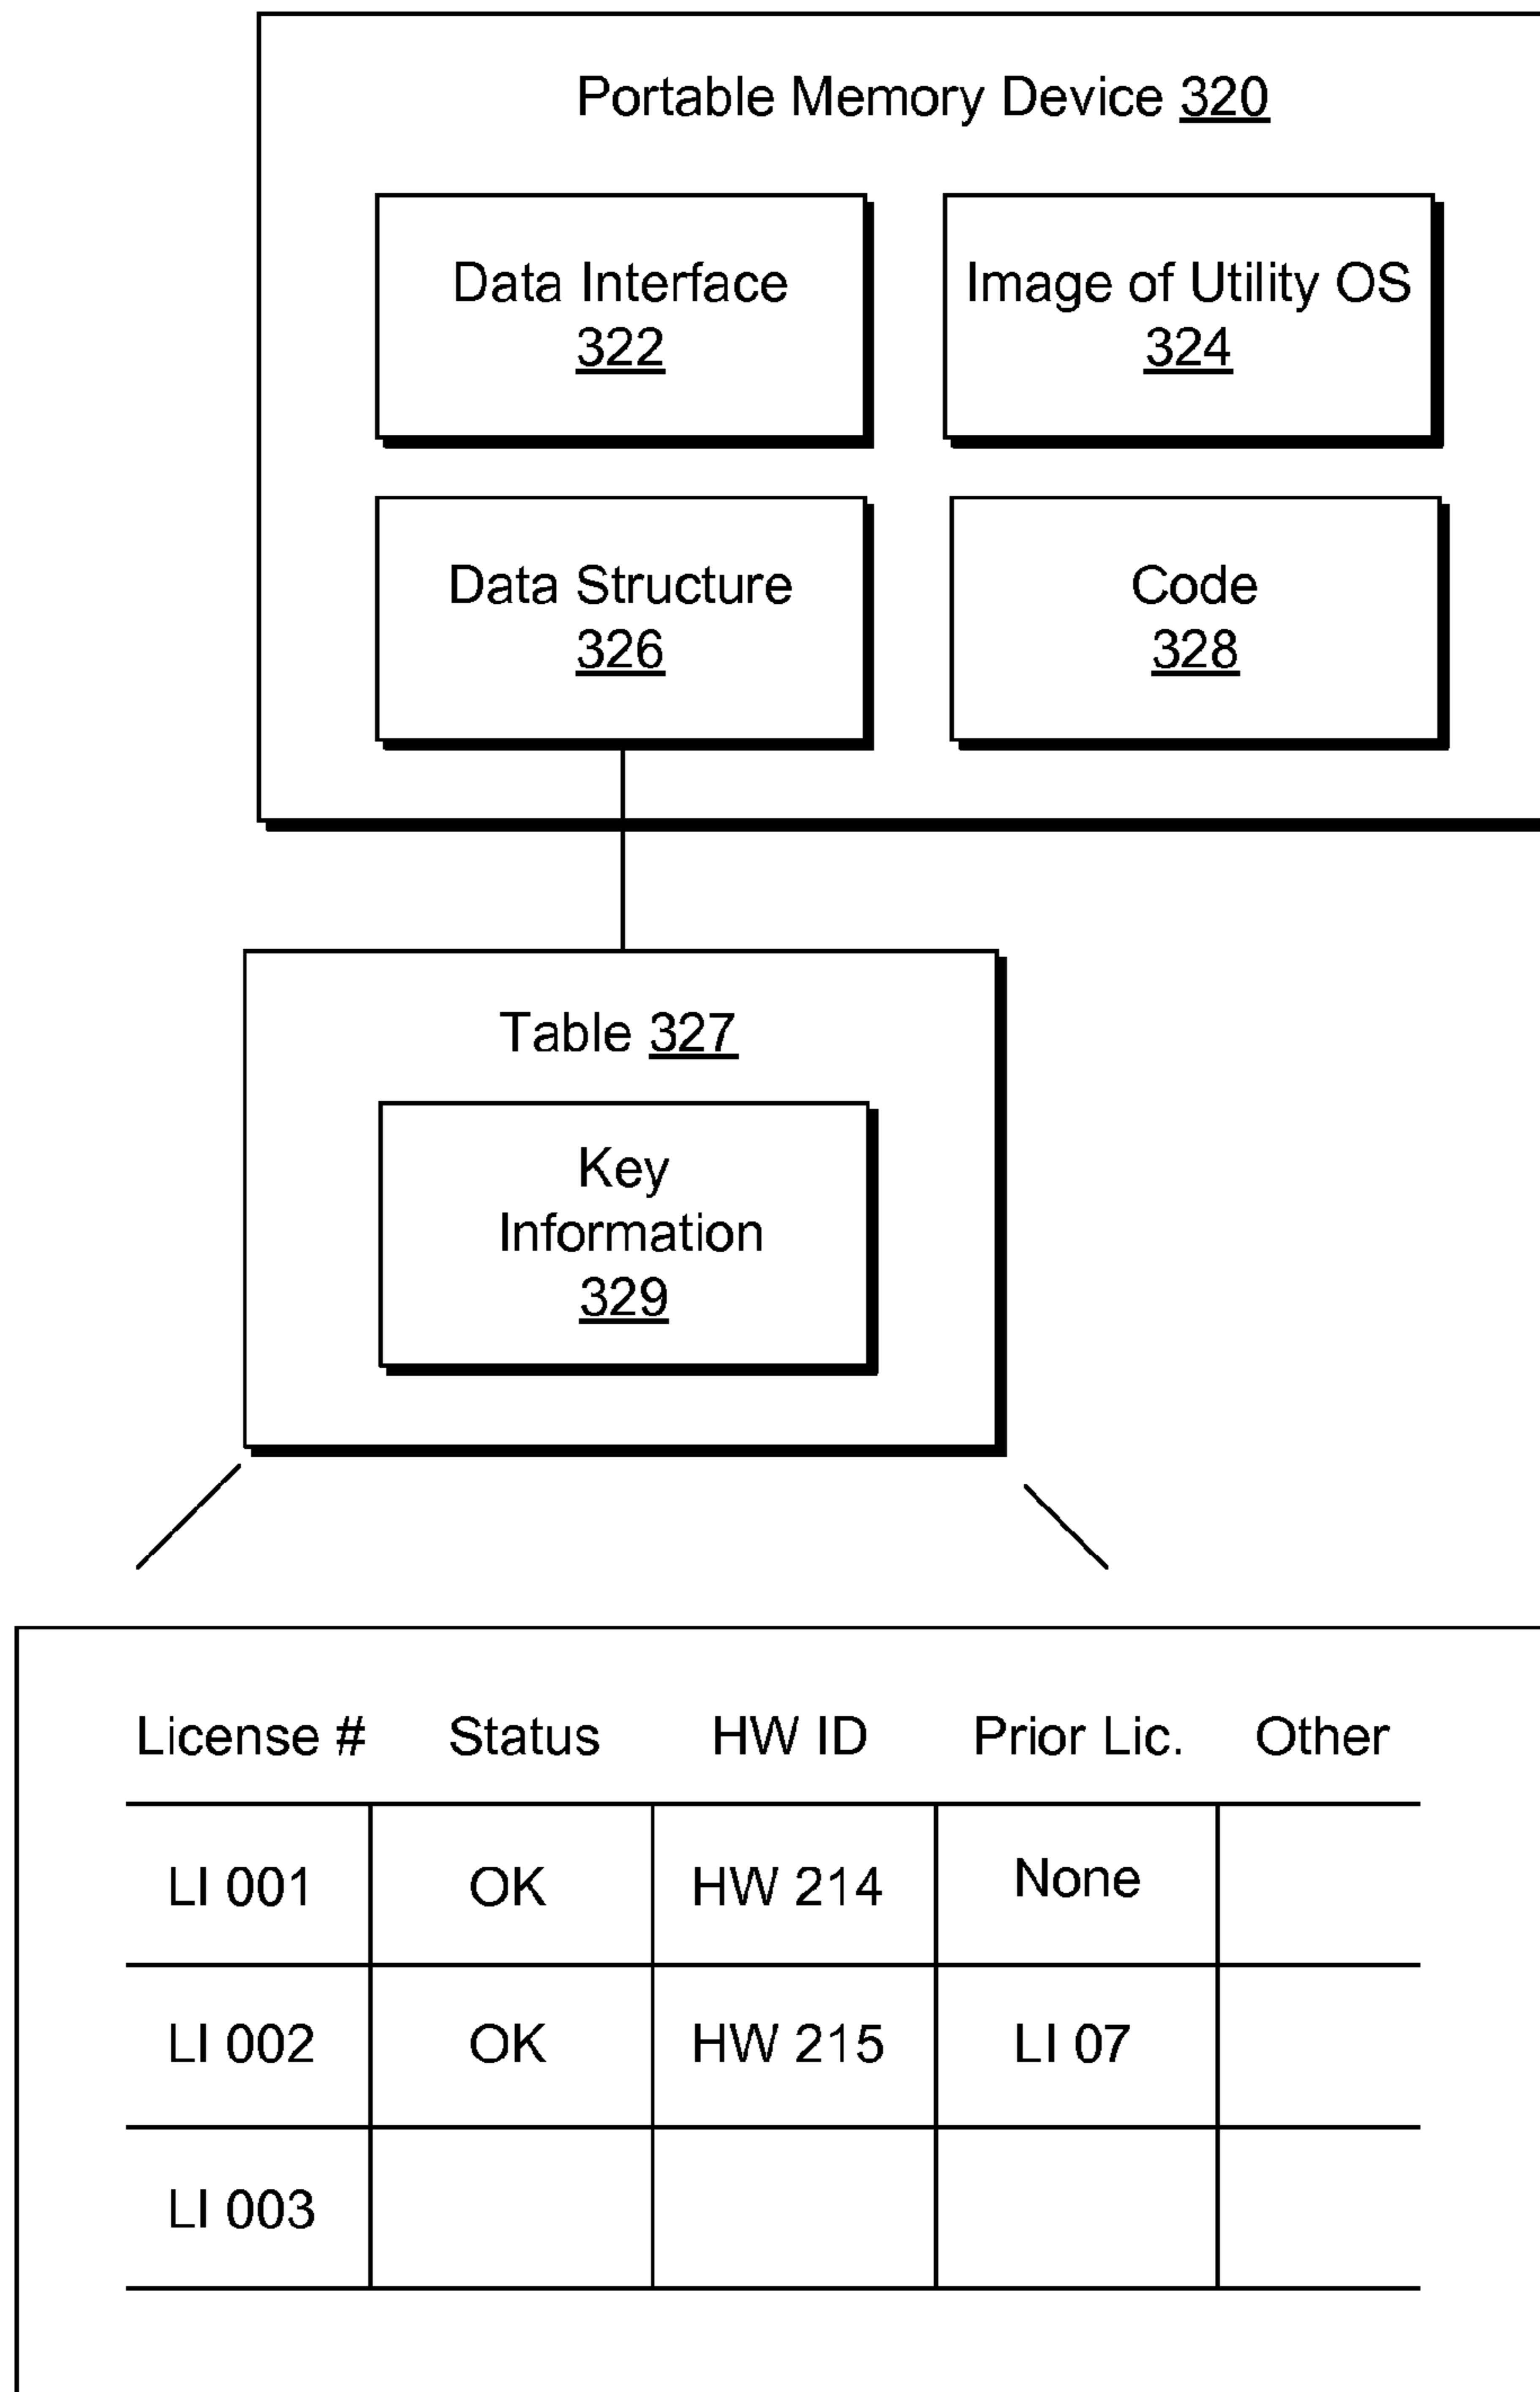 Portable Memory Device 320
Data Interface
322
Image of Utility OS
324
Data Structure
326
Code
328
Table 327
Key
Information
329
License # Status HW ID Prior Lic. Other
LI 001 OK HW 214 None
LI 002 OK HW 215 LI 07
LI 003